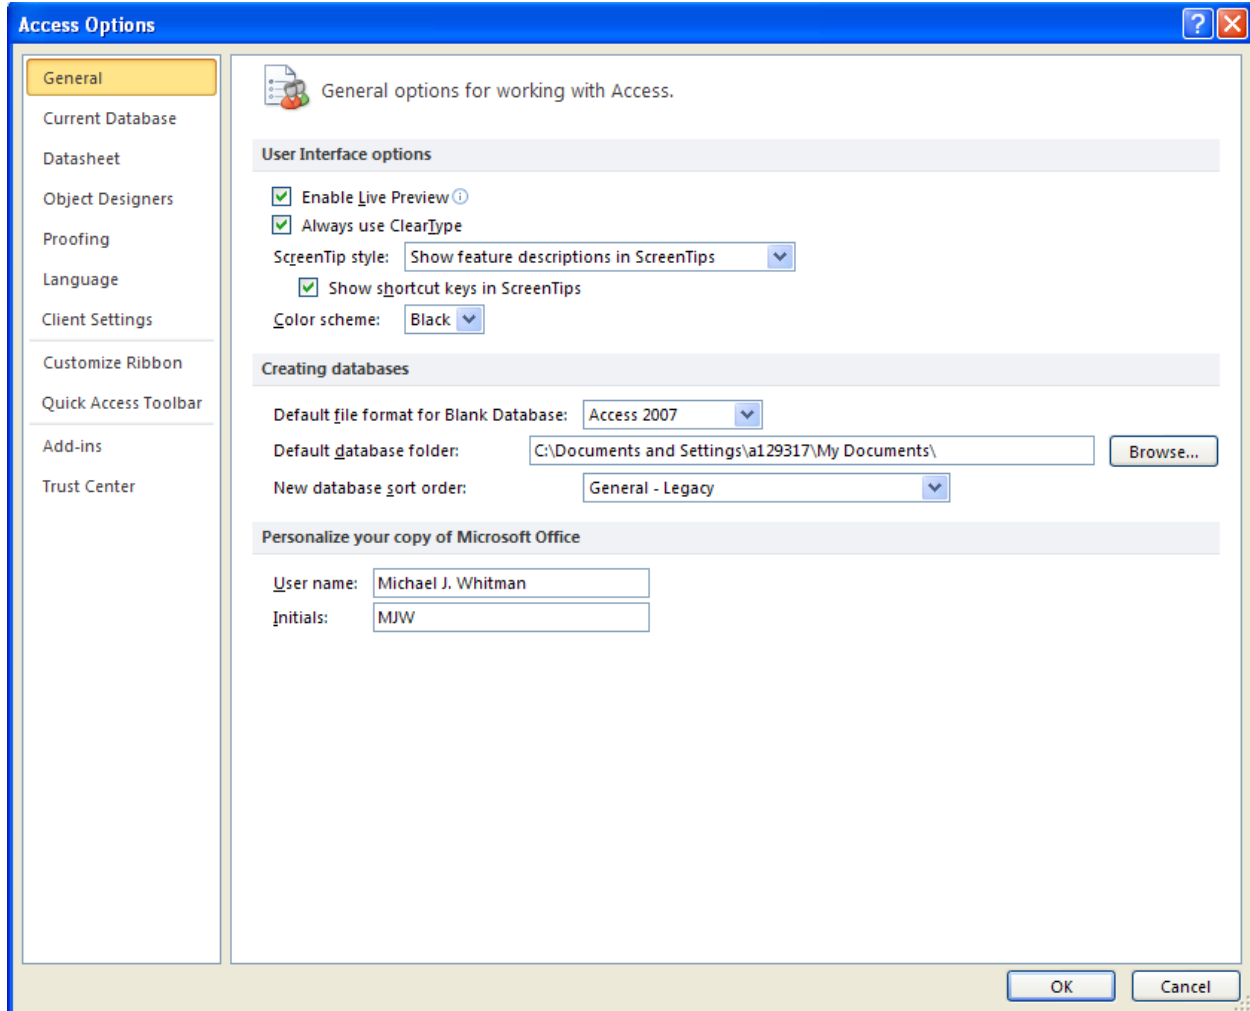 Access Options
General
Current Database
Datasheet
Object Designers
Proofing
Language
Client Settings
Customize Ribbon
Quick Access Toolbar
Add-ins
Trust Center
General options for working with Access.
User Interface options
Enable Live Preview
Always use ClearType
ScreenTip style: Show feature descriptions in ScreenTips
Show shortcut keys in ScreenTips
Color scheme: Black
Creating databases
Default file format for Blank Database: Access 2007
Default database folder: C:\Documents and Settings\a129317\My Documents\ Browse...
New database sort order: General - Legacy
Personalize your copy of Microsoft Office
User name: Michael J. Whitman
Initials: MJW
OK Cancel